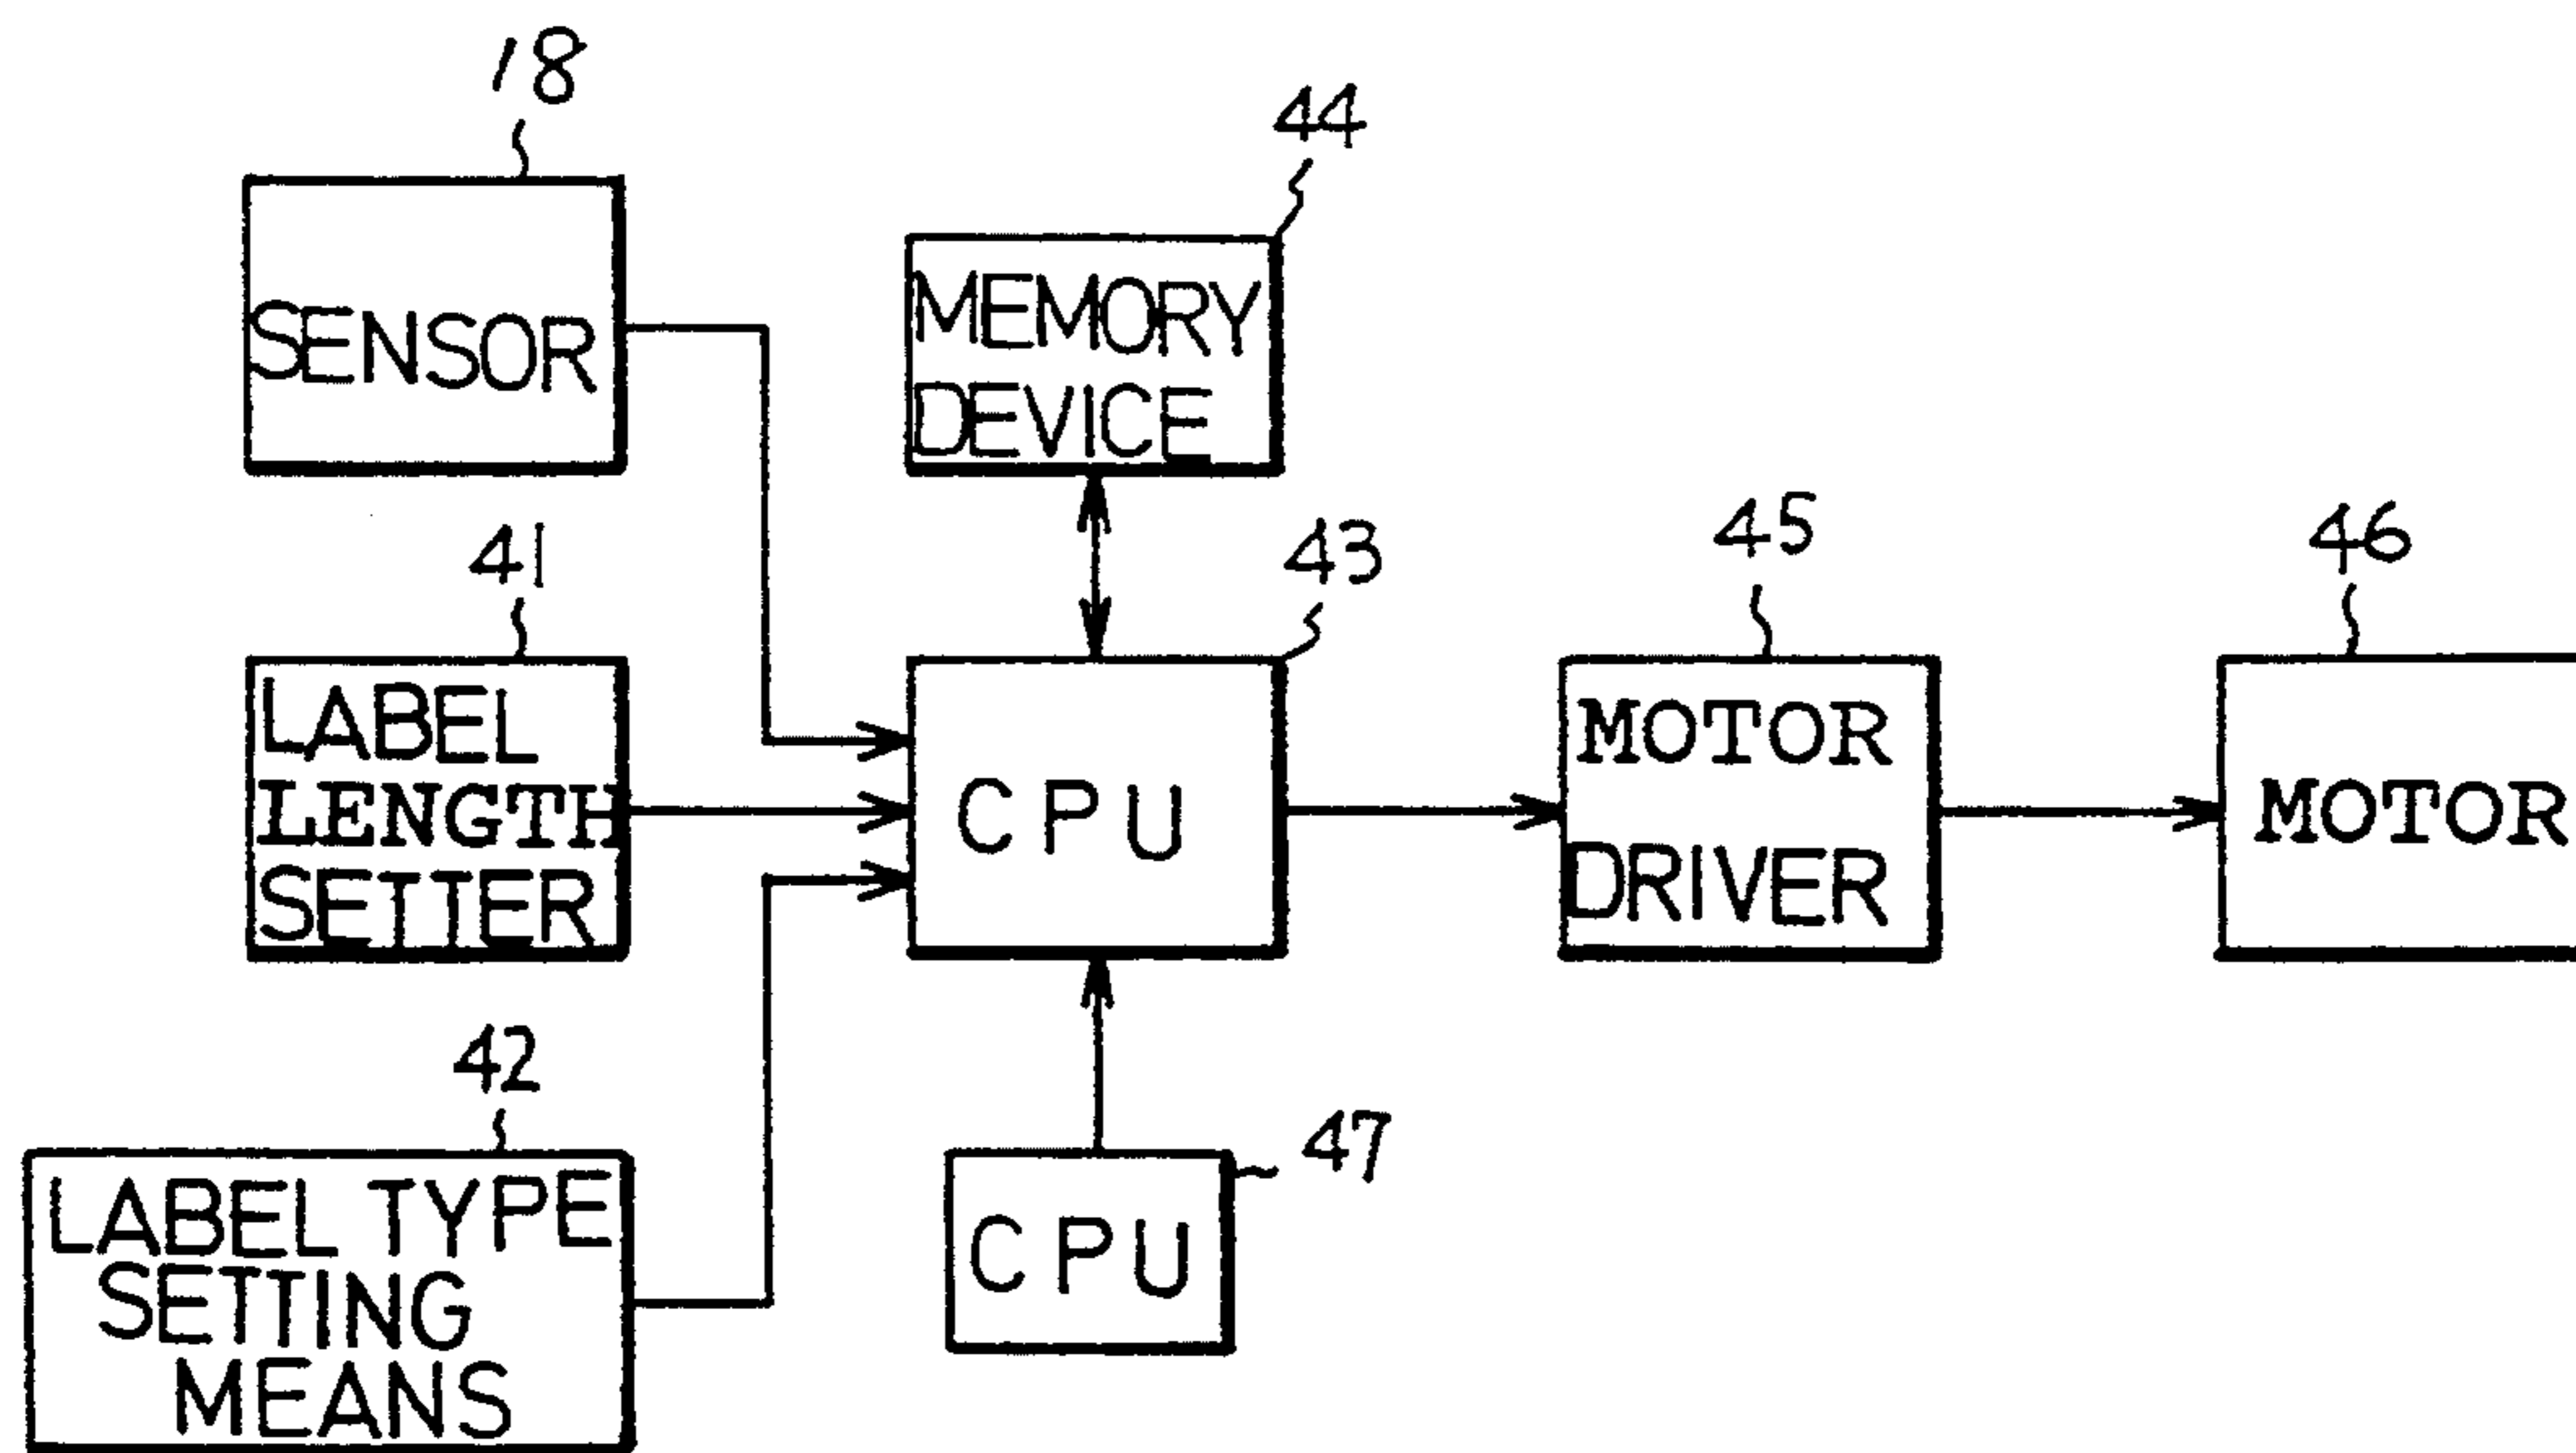 18
SENSOR
44
MEMORY
DEVICE
41
LABEL
LENGTH
SETTER
43
CPU
45
MOTOR
DRIVER
46
MOTOR
42
LABEL TYPE
SETTING
MEANS
47
CPU